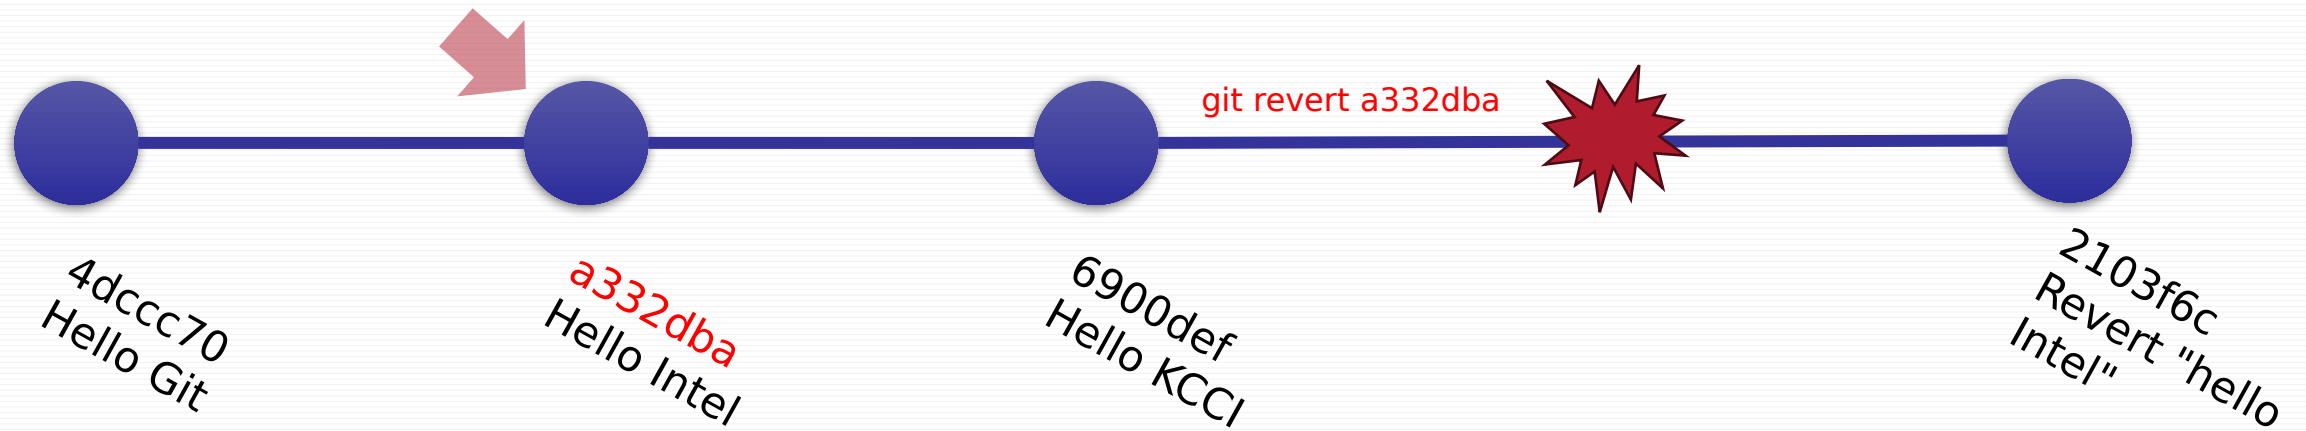 git revert a332dba
4dccc70
Hello Git
a332dba
Hello Intel
6900def
Hello KCCI
2103f6c
Revert "hello
Intel"